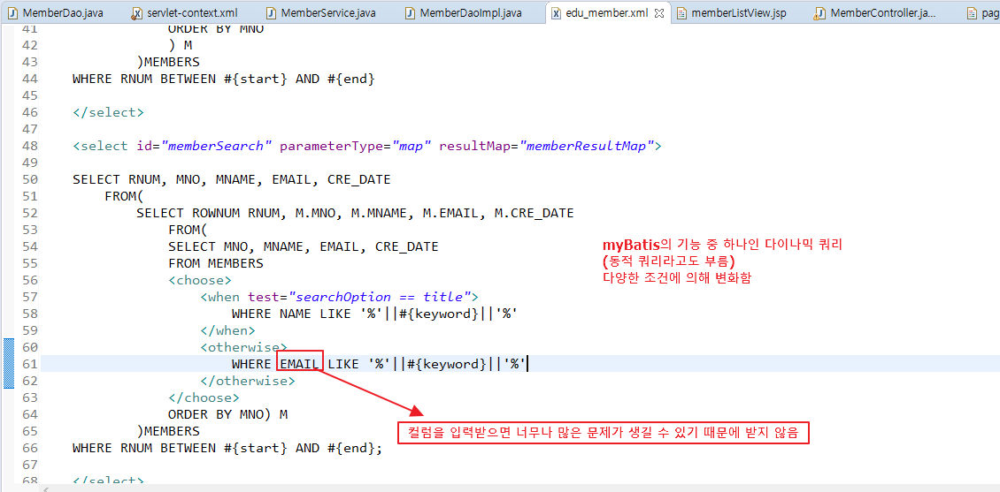 MemberDao.java servlet-context.xml MemberService.java MemberDaoImpl.java edu_member.xml memberListView.jsp MemberController.ja... pag
41 ORDER BY MNO
42 ) M
43 )MEMBERS
44 WHERE RNUM BETWEEN #{start} AND #{end}
45
46 </select>
47
48 <select id="memberSearch" parameterType="map" resultMap="memberResultMap">
49
50 SELECT RNUM, MNO, MNAME, EMAIL, CRE_DATE
51 FROM(
52 SELECT ROWNUM RNUM, M.MNO, M.MNAME, M.EMAIL, M.CRE_DATE
53 FROM(
54 SELECT MNO, MNAME, EMAIL, CRE_DATE
55 FROM MEMBERS
56 <choose>
57 <when test="searchOption == title">
58 WHERE NAME LIKE '%'||#{keyword}||'%'
59 </when>
60 <otherwise>
61 WHERE EMAIL LIKE '%'||#{keyword}||'%'
62 </otherwise>
63 </choose>
64 ORDER BY MNO) M
65 )MEMBERS
66 WHERE RNUM BETWEEN #{start} AND #{end};
67
68 </select>
myBatis의 기능 중 하나인 다이나믹 쿼리
(동적 쿼리라고도 부름)
다양한 조건에 의해 변화함
컬럼을 입력받으면 너무나 많은 문제가 생길 수 있기 때문에 받지 않음